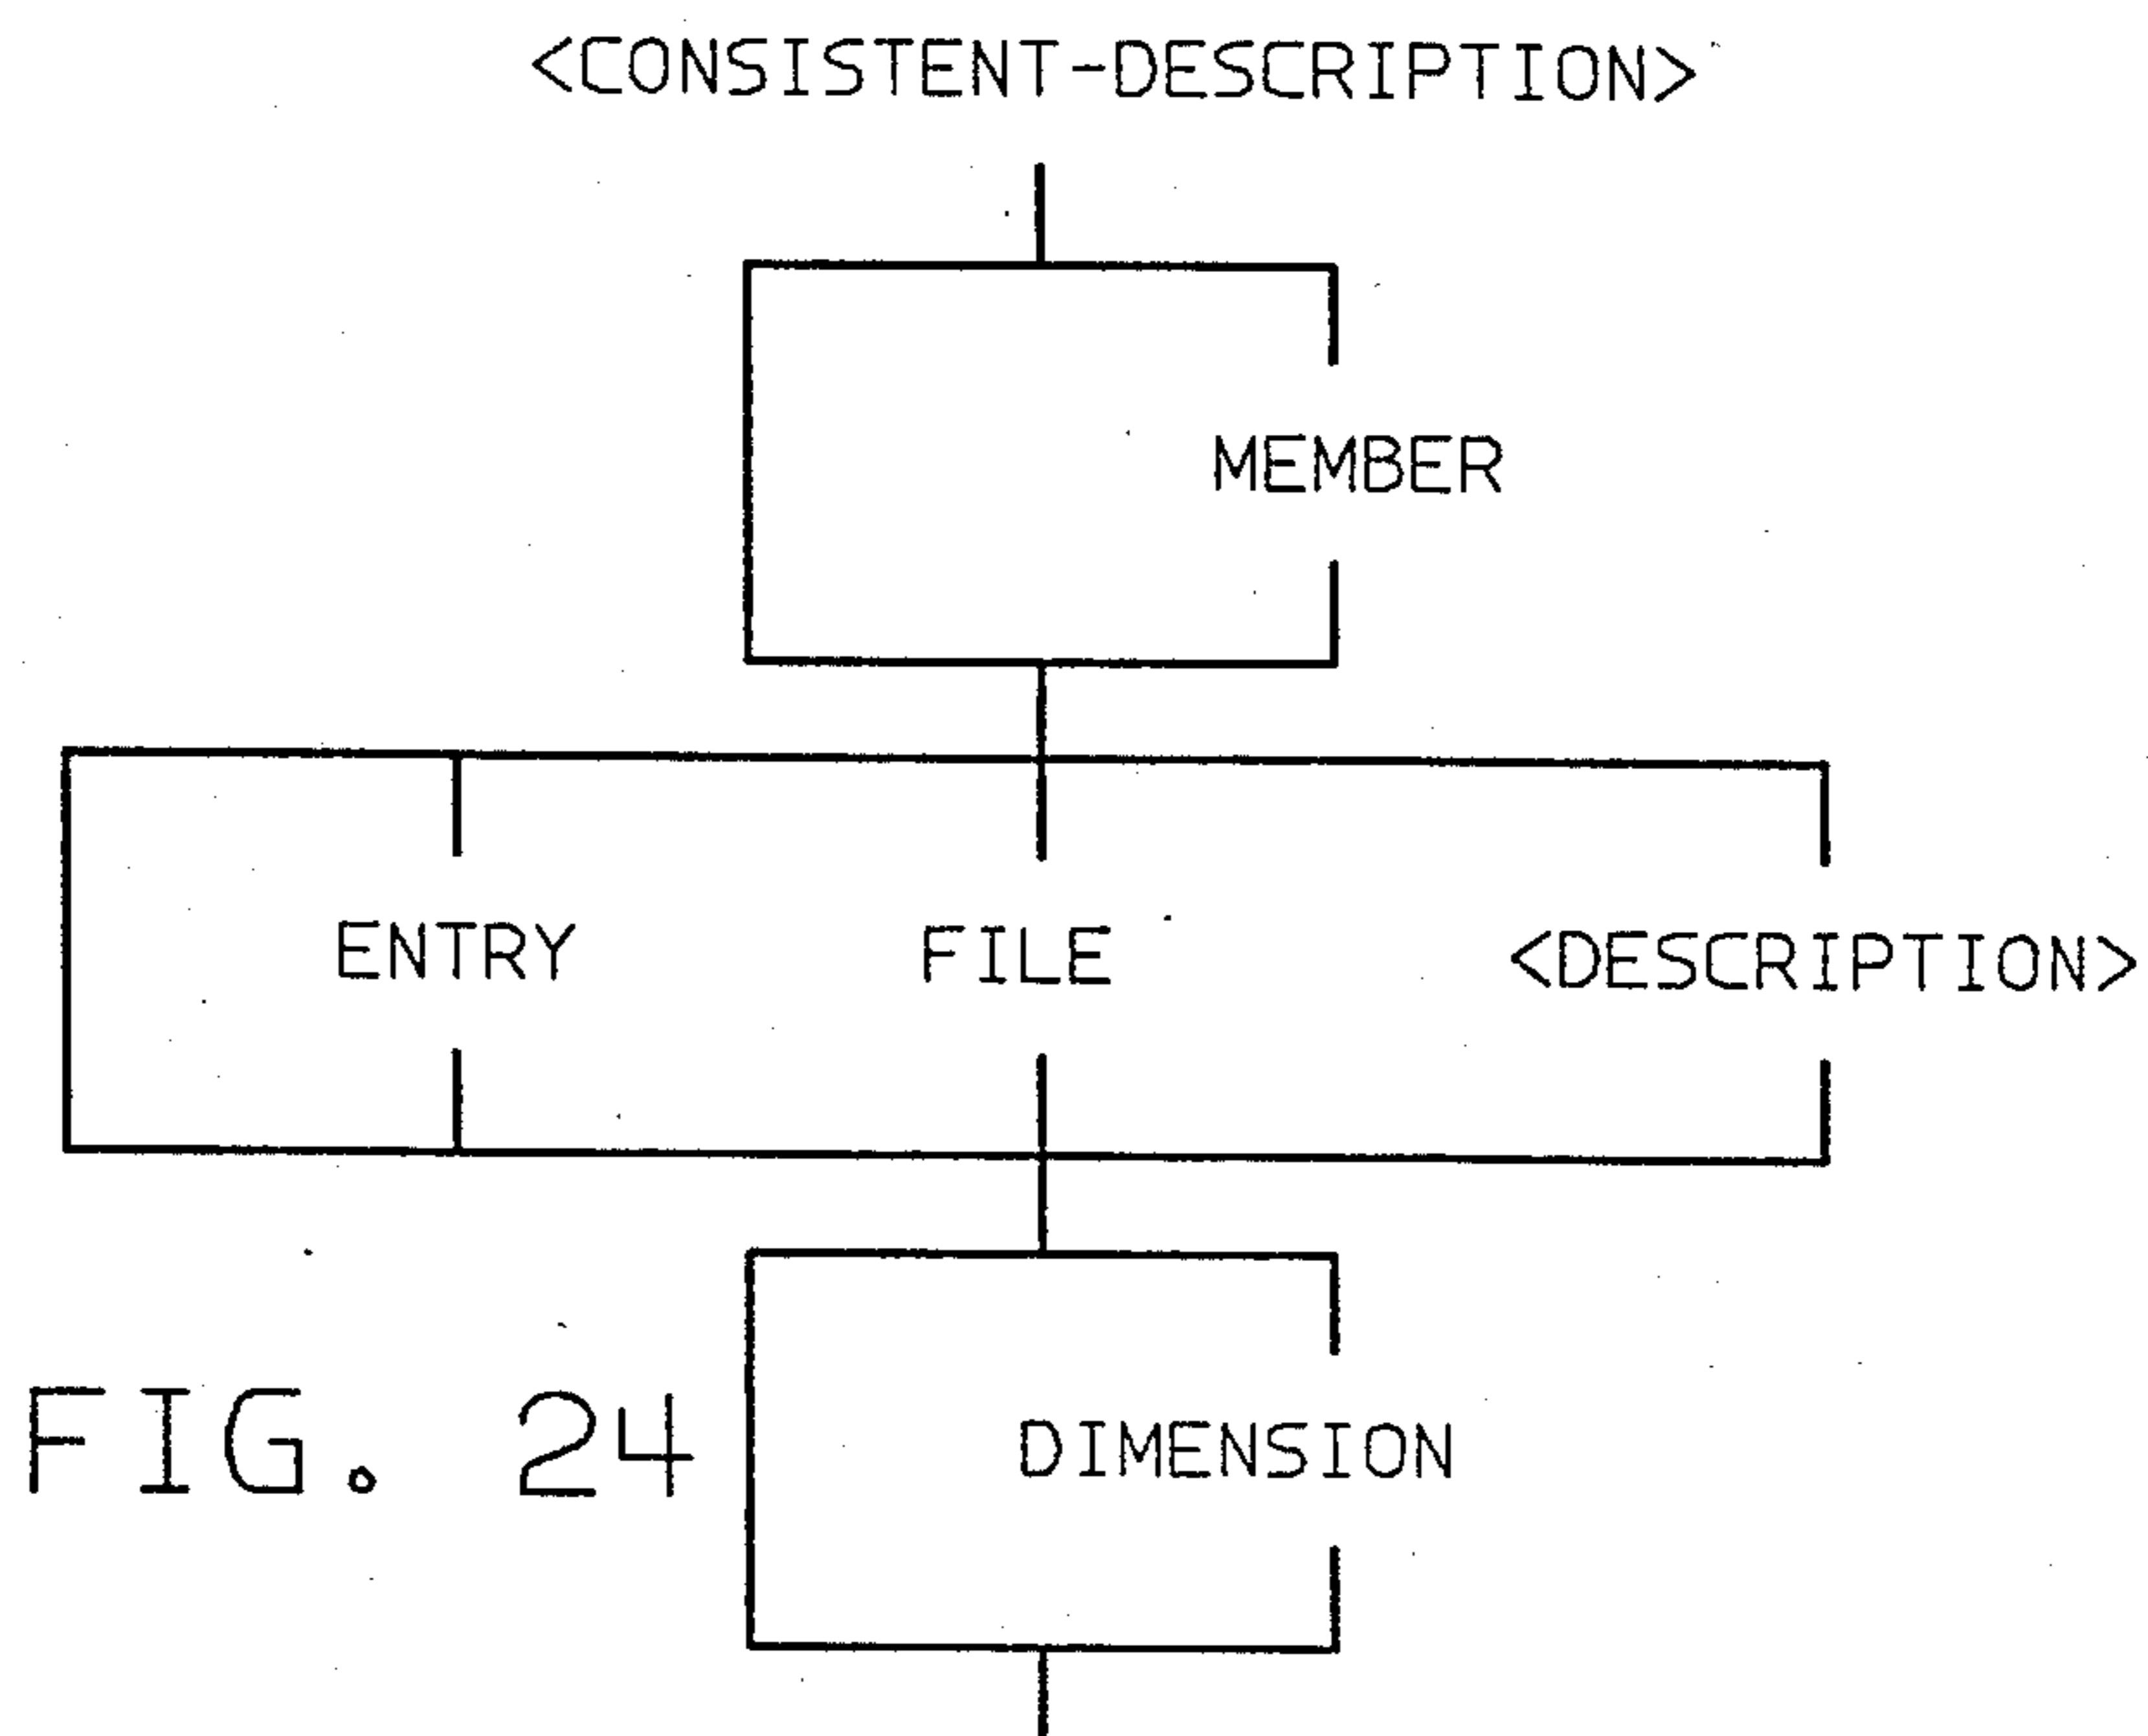 <CONSISTENT-DESCRIPTION>
MEMBER
ENTRY FILE <DESCRIPTION>
DIMENSION
FIG. 24